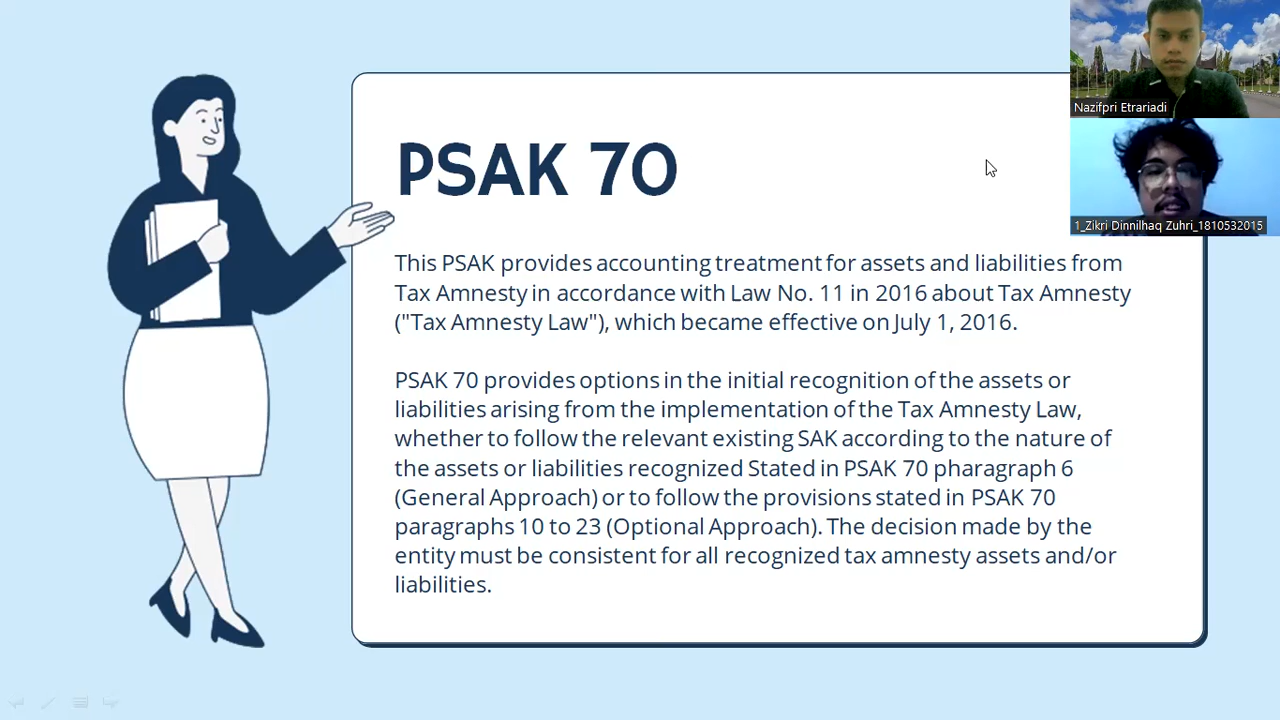 Nazifpri Etrariadi
1_Zikri Dinnilhaq Zuhri_1810532015
PSAK 70
This PSAK provides accounting treatment for assets and liabilities from
Tax Amnesty in accordance with Law No. 11 in 2016 about Tax Amnesty
("Tax Amnesty Law"), which became effective on July 1, 2016.
PSAK 70 provides options in the initial recognition of the assets or
liabilities arising from the implementation of the Tax Amnesty Law,
whether to follow the relevant existing SAK according to the nature of
the assets or liabilities recognized Stated in PSAK 70 pharagraph 6
(General Approach) or to follow the provisions stated in PSAK 70
paragraphs 10 to 23 (Optional Approach). The decision made by the
entity must be consistent for all recognized tax amnesty assets and/or
liabilities.